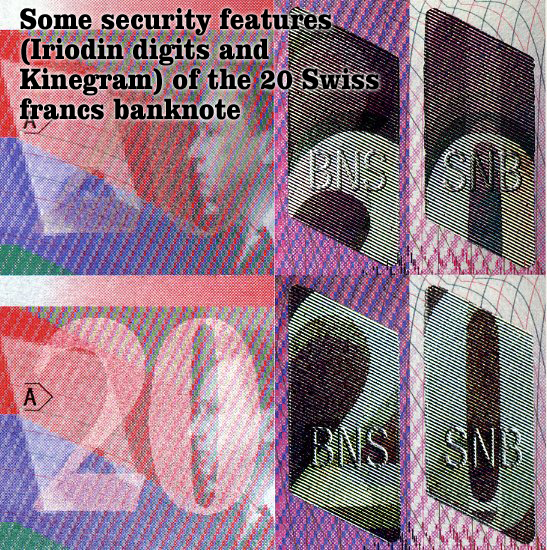 Some security features
(Iriodin digits and
Kinegram) of the 20 Swiss
francs banknote
A
BNS
SNB
A
20
BNS
SNB